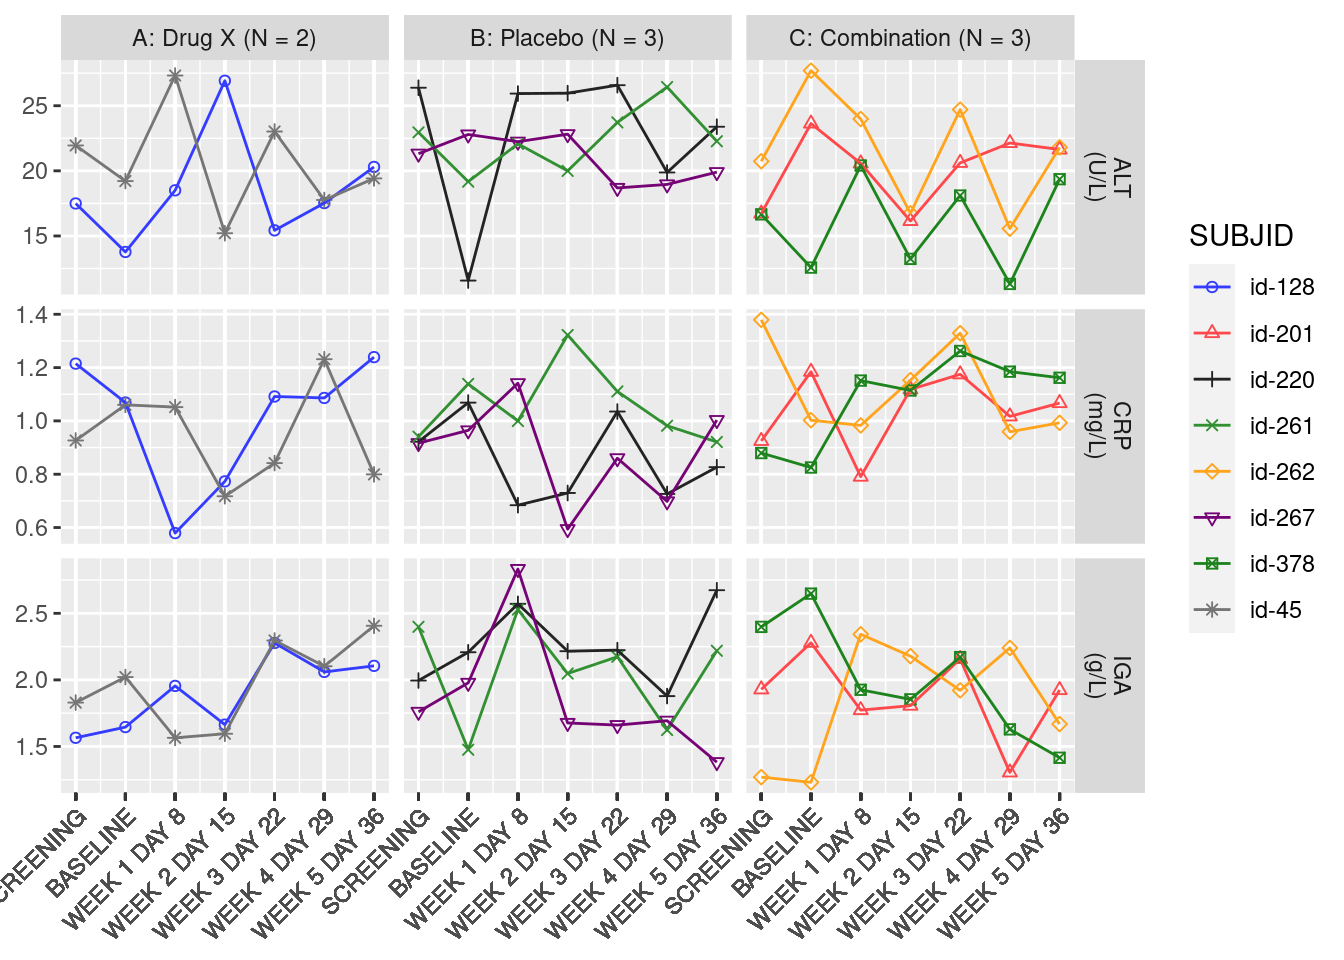 A: Drug X (N = 2)
B: Placebo (N = 3)
C: Combination (N = 3)
25
20
15
ALT
(U/L)
1.4
1.2
1.0
0.8
0.6
CRP
(mg/L)
2.5
2.0
1.5
IGA
(g/L)
CREENING
BASELINE
WEEK 1 DAY 8
WEEK 2 DAY 15
WEEK 3 DAY 22
WEEK 4 DAY 29
WEEK 5 DAY 36
SCREENING
BASELINE
WEEK 1 DAY 8
WEEK 2 DAY 15
WEEK 3 DAY 22
WEEK 4 DAY 29
WEEK 5 DAY 36
SCREENING
BASELINE
WEEK 1 DAY 8
WEEK 2 DAY 15
WEEK 3 DAY 22
WEEK 4 DAY 29
WEEK 5 DAY 36
SUBJID
id-128
id-201
id-220
id-261
id-262
id-267
id-378
id-45